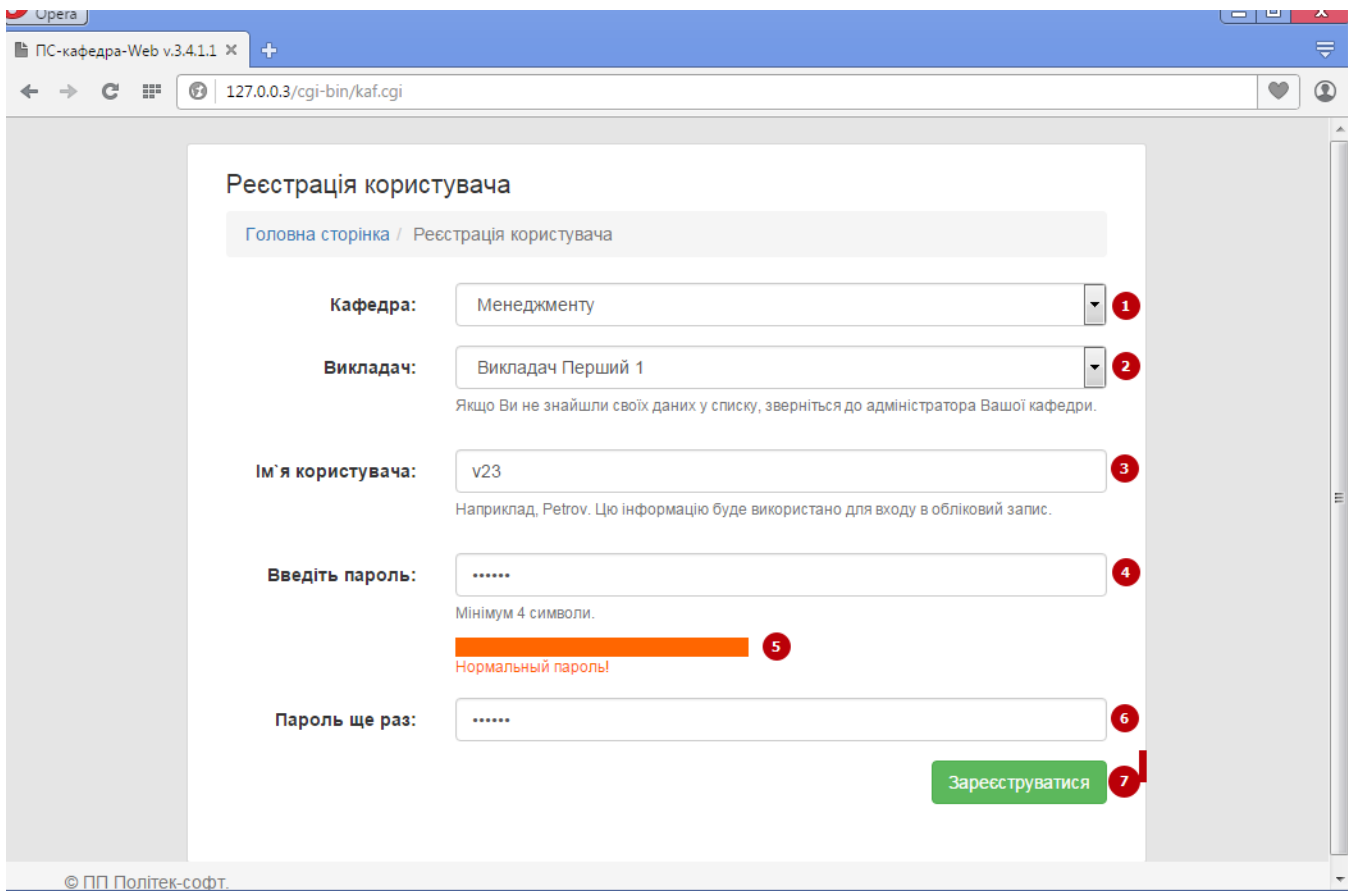 Opera
ПС-кафедра-Web v.3.4.1.1
127.0.0.3/cgi-bin/kaf.cgi
Реєстрація користувача
Головна сторінка / Реєстрація користувача
Кафедра: Менеджменту 1
Викладач: Викладач Перший 1 2
Якщо Ви не знайшли своїх даних у списку, зверніться до адміністратора Вашої кафедри.
Ім`я користувача: v23 3
Наприклад, Petrov. Цю інформацію буде використано для входу в обліковий запис.
Введіть пароль: •••••• 4
Мінімум 4 символи.
5
Нормальный пароль!
Пароль ще раз: •••••• 6
Зареєструватися 7
© ПП Політек-софт.